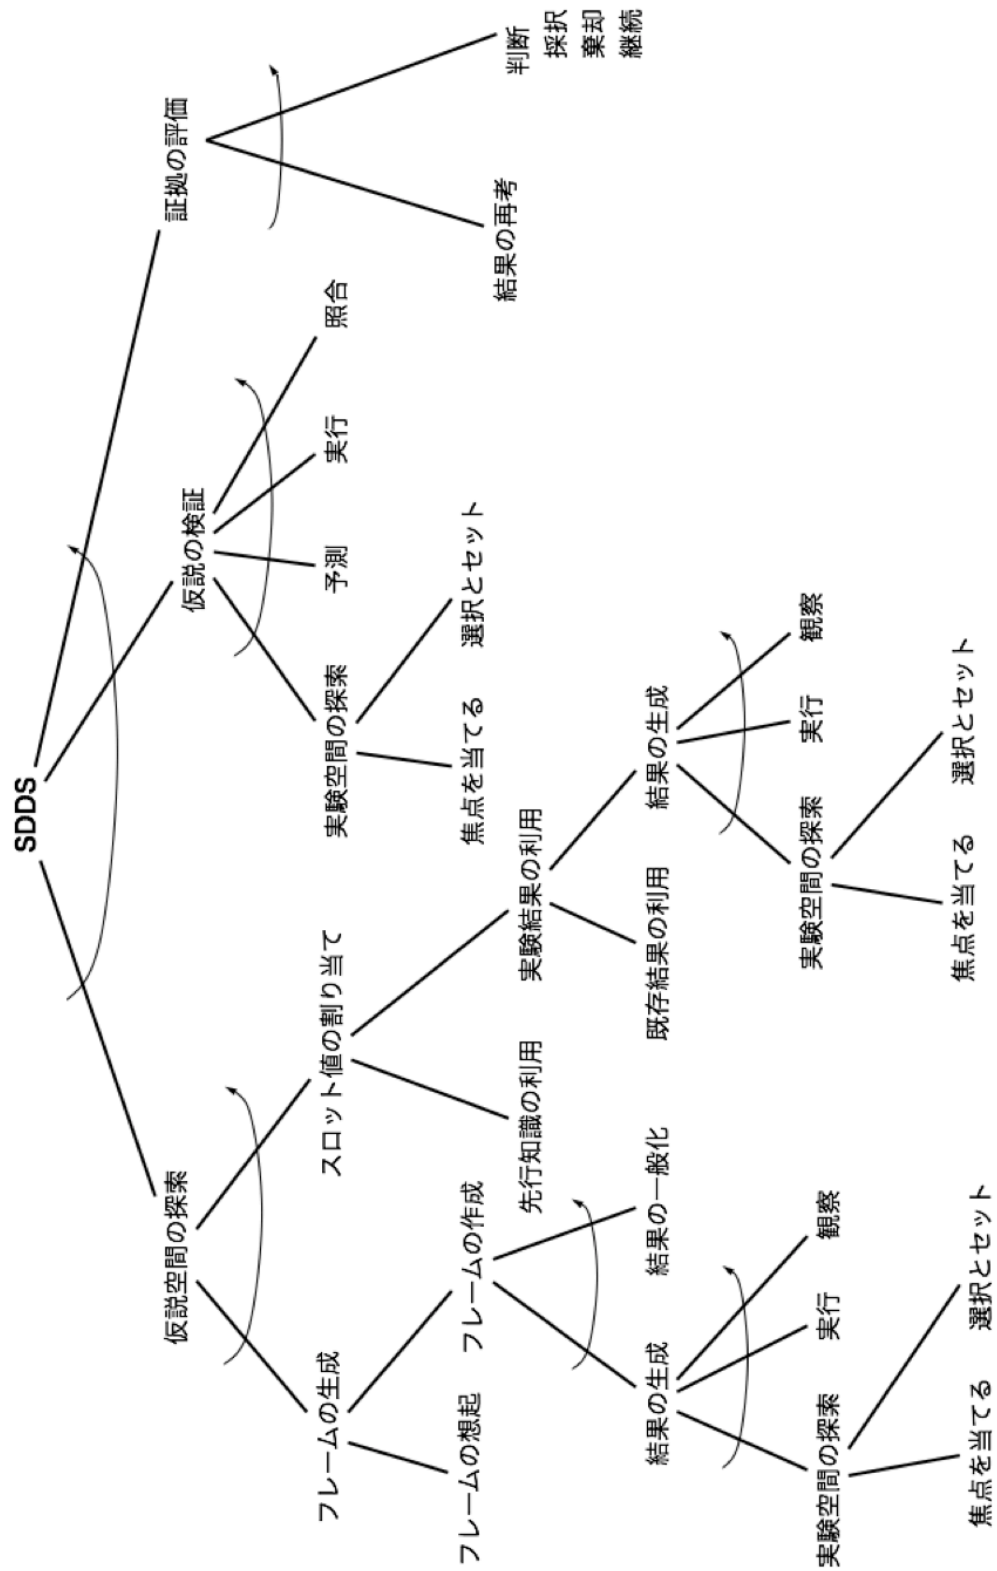 SDDS
仮説空間の探索
仮説の検証
証拠の評価
フレームの生成
スロット値の割り当て
実験空間の探索
予測
実行
照合
フレームの想起
フレームの作成
先行知識の利用
実験結果の利用
焦点を当てる
選択とセット
結果の再考
判断
採択
棄却
継続
結果の生成
結果の一般化
既存結果の利用
結果の生成
実験空間の探索
実行
観察
実験空間の探索
実行
観察
焦点を当てる
選択とセット
焦点を当てる
選択とセット